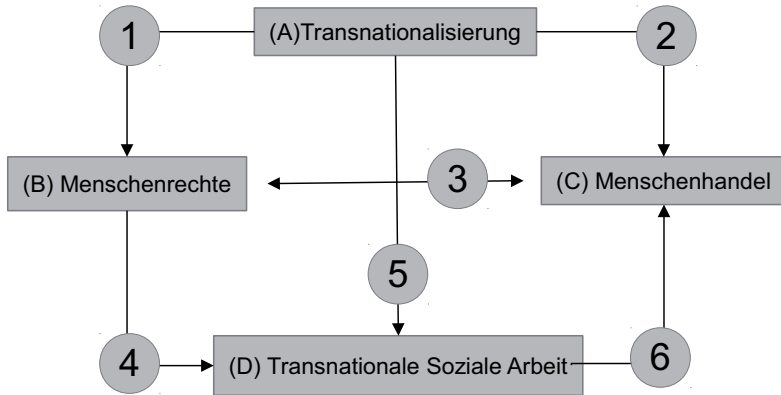 1
(A)Transnationalisierung
2
(B) Menschenrechte
3
(C) Menschenhandel
5
4
(D) Transnationale Soziale Arbeit
6